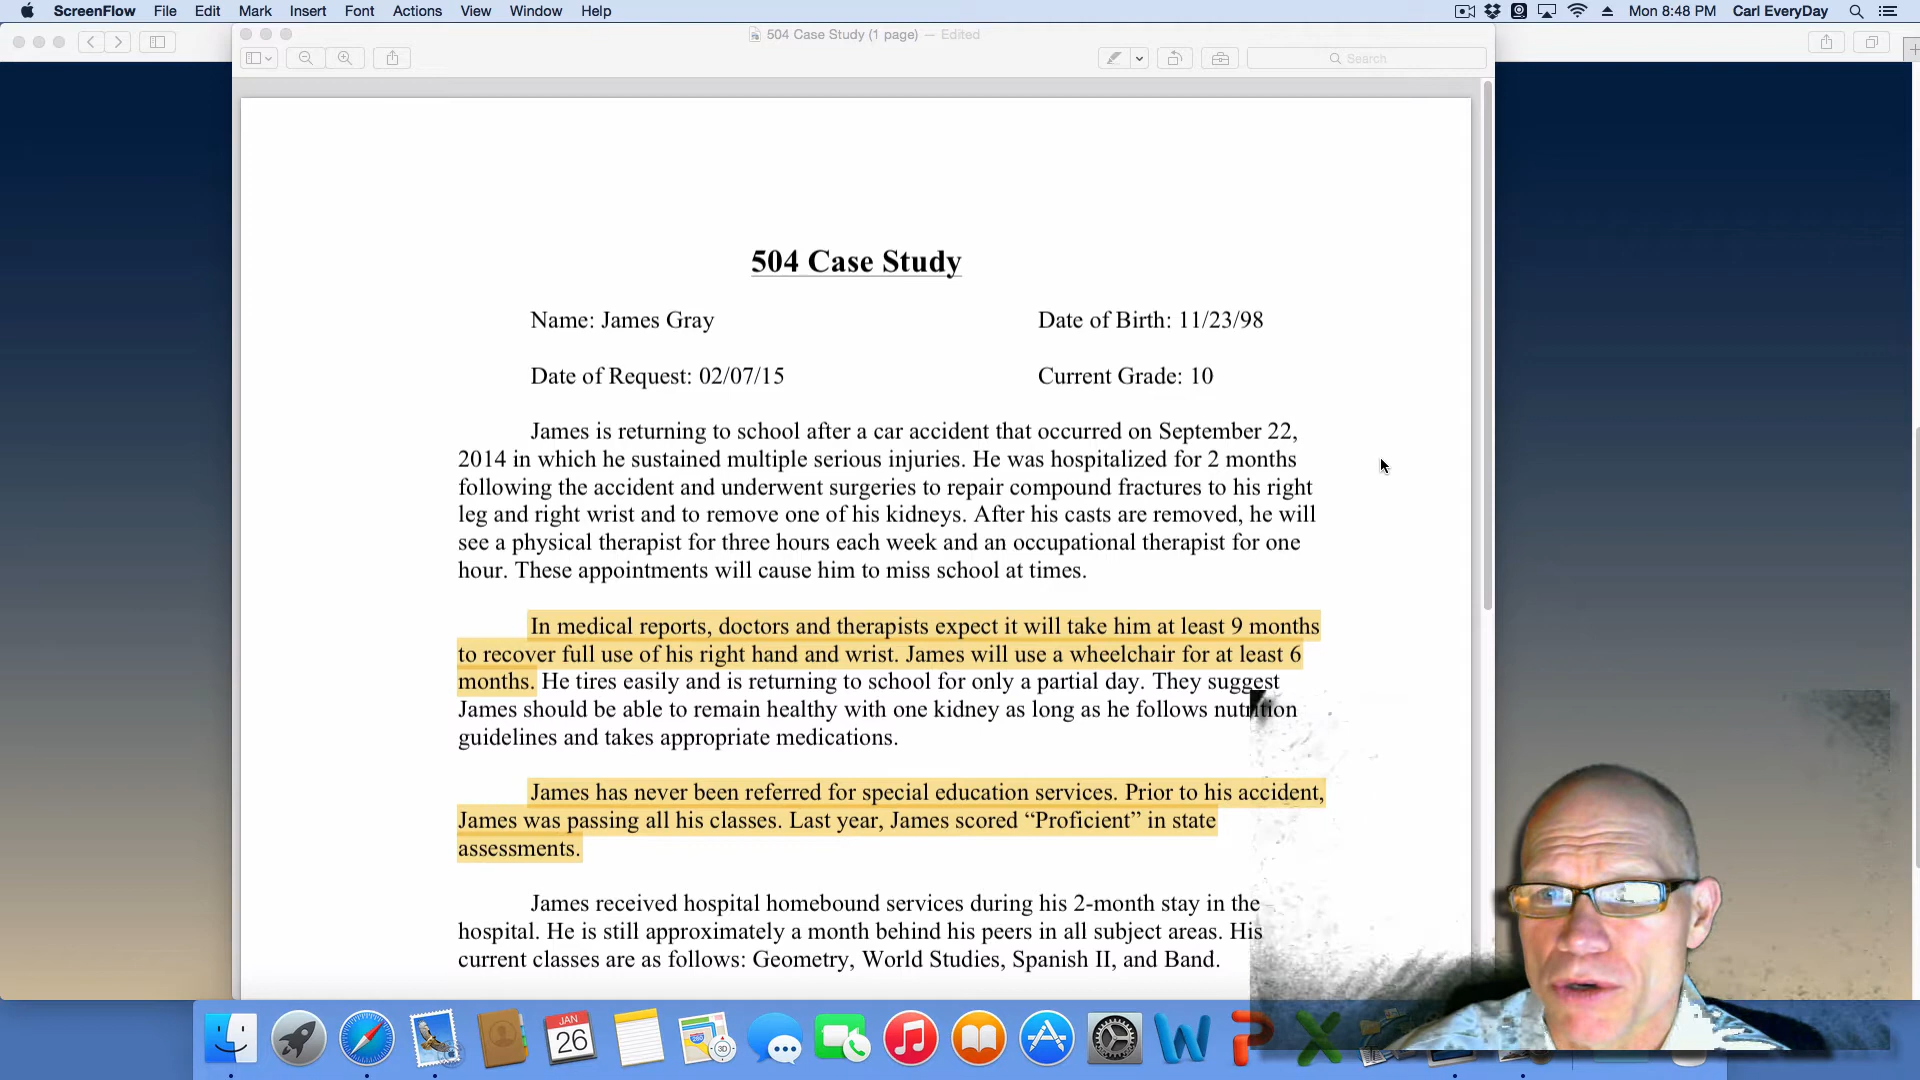 ScreenFlow File Edit Mark Insert Font Actions View Window Help Mon 8:48 PM Carl EveryDay
504 Case Study (1 page) — Edited
Search
504 Case Study
Name: James Gray Date of Birth: 11/23/98
Date of Request: 02/07/15 Current Grade: 10
James is returning to school after a car accident that occurred on September 22,
2014 in which he sustained multiple serious injuries. He was hospitalized for 2 months
following the accident and underwent surgeries to repair compound fractures to his right
leg and right wrist and to remove one of his kidneys. After his casts are removed, he will
see a physical therapist for three hours each week and an occupational therapist for one
hour. These appointments will cause him to miss school at times.
In medical reports, doctors and therapists expect it will take him at least 9 months
to recover full use of his right hand and wrist. James will use a wheelchair for at least 6
months. He tires easily and is returning to school for only a partial day. They suggest
James should be able to remain healthy with one kidney as long as he follows nutrition
guidelines and takes appropriate medications.
James has never been referred for special education services. Prior to his accident,
James was passing all his classes. Last year, James scored “Proficient” in state
assessments.
James received hospital homebound services during his 2-month stay in the
hospital. He is still approximately a month behind his peers in all subject areas. His
current classes are as follows: Geometry, World Studies, Spanish II, and Band.
JAN
26
3D